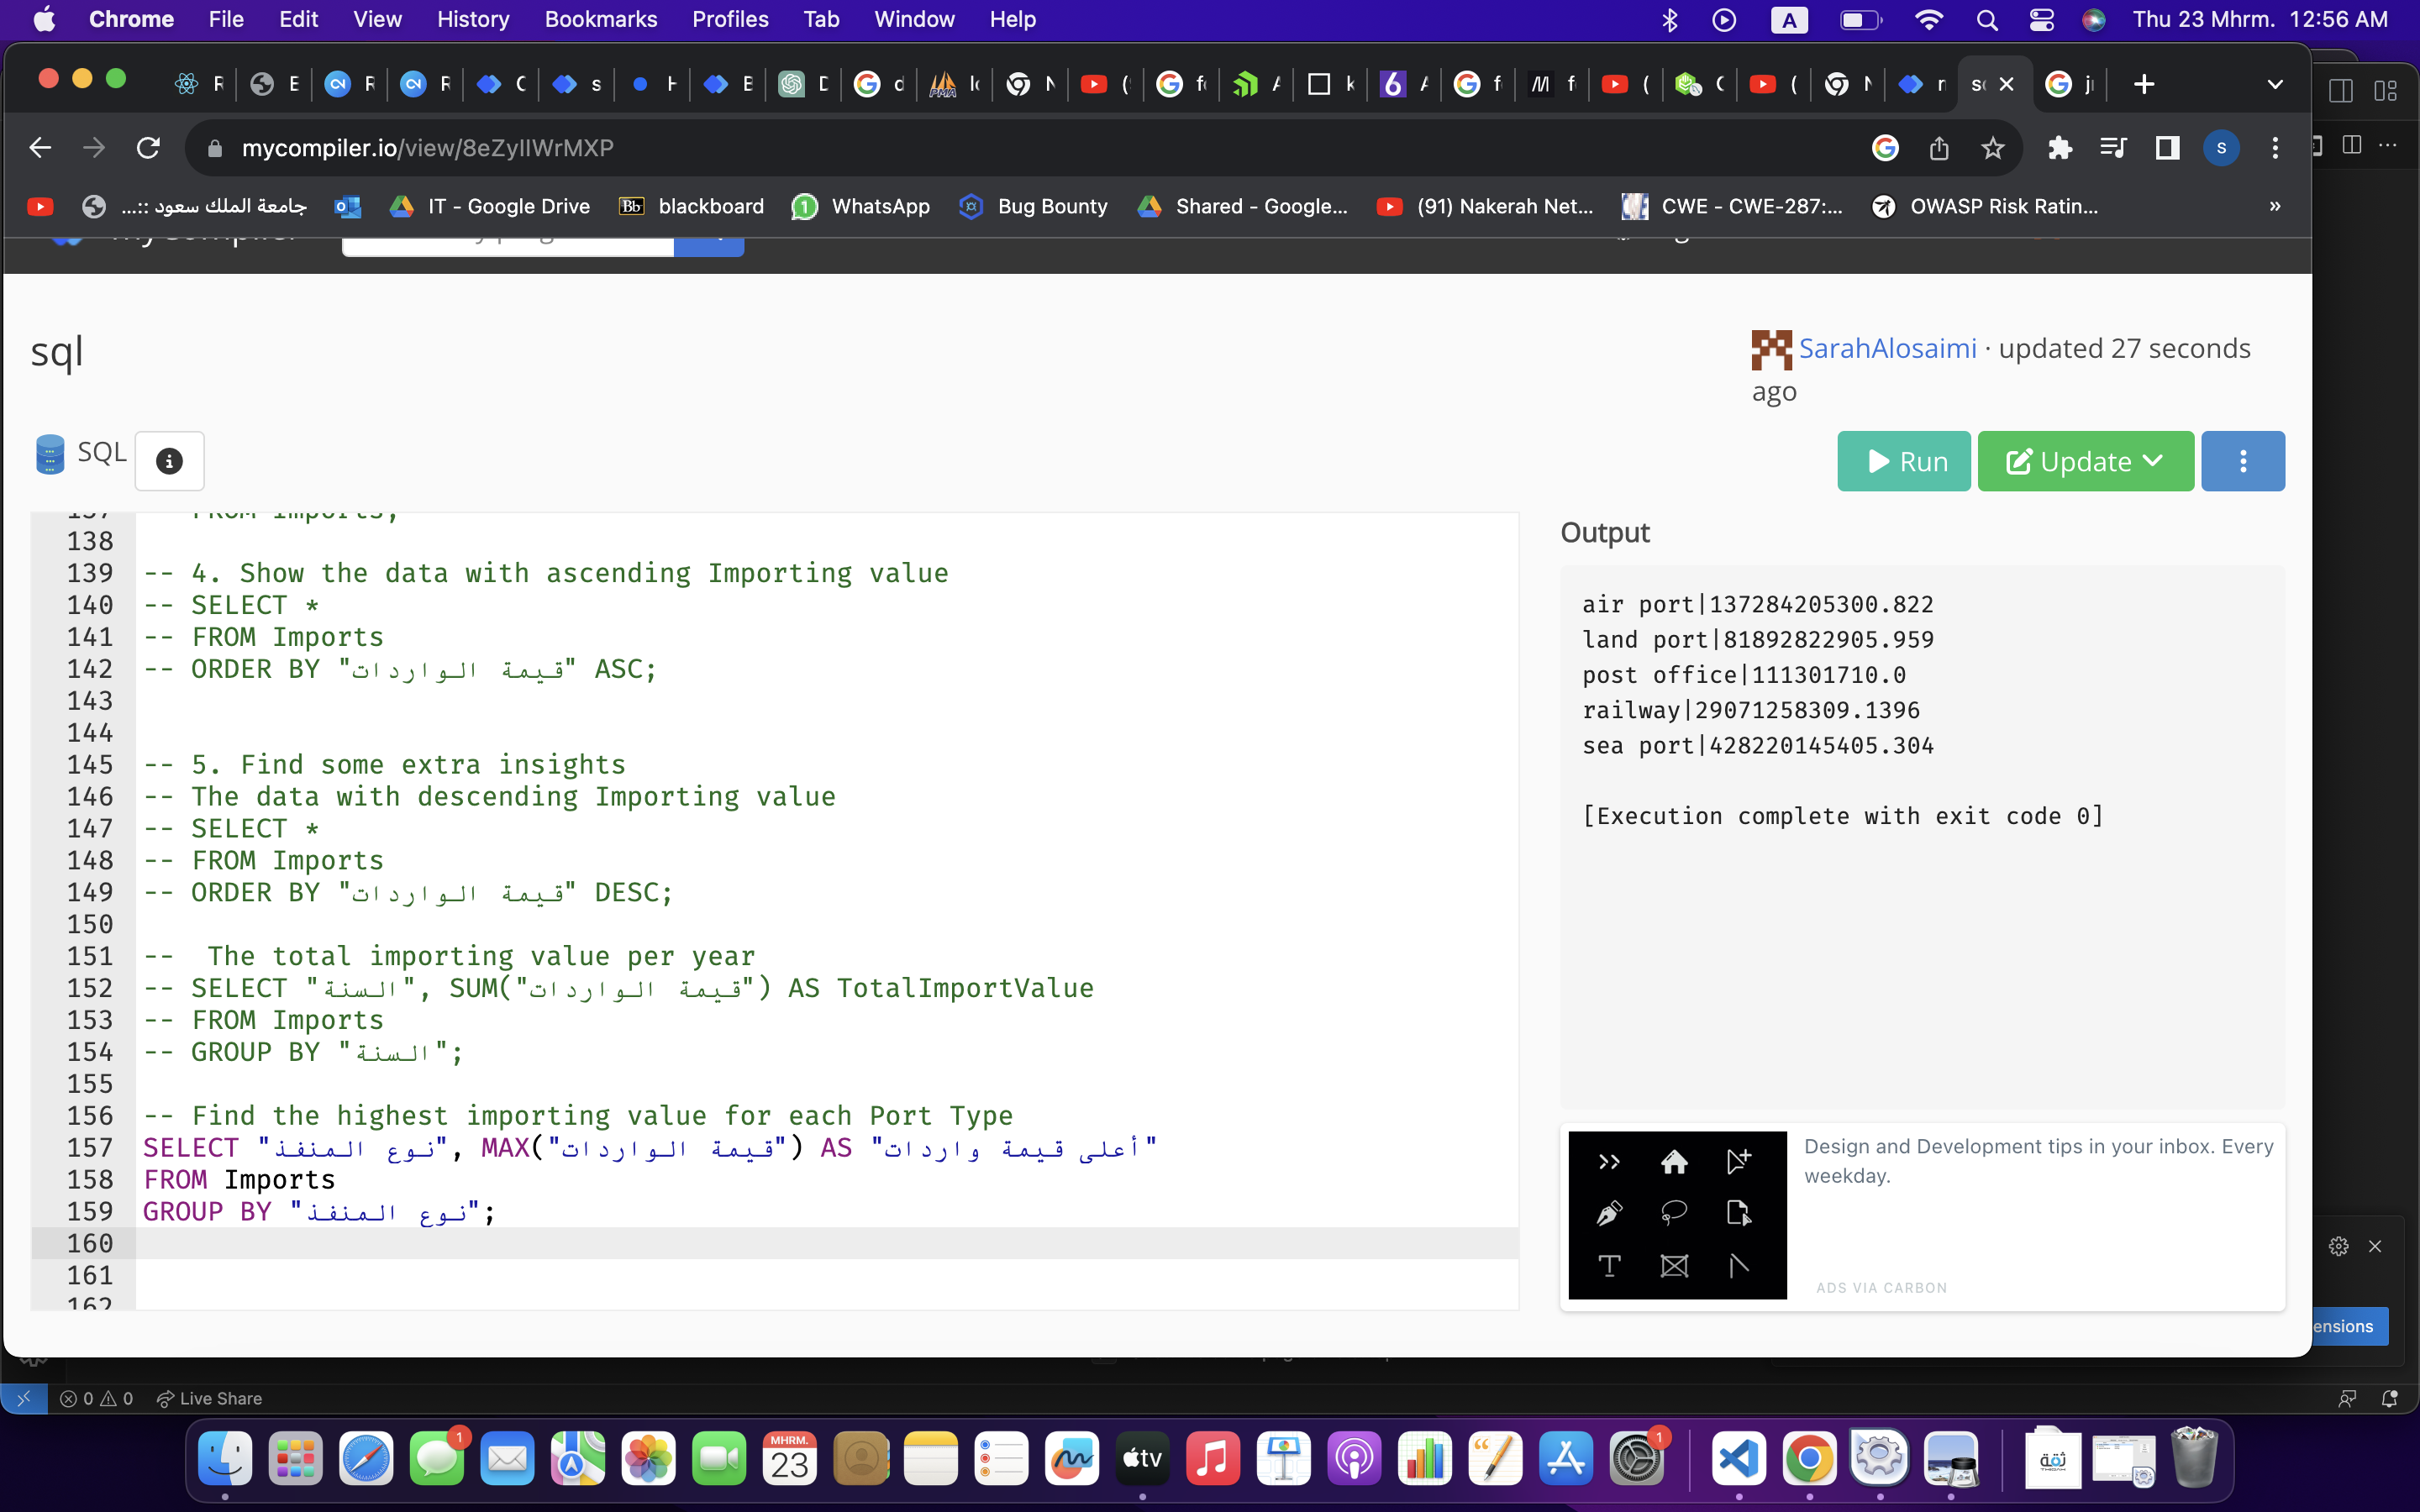 Chrome File Edit View History Bookmarks Profiles Tab Window Help A Thu 23 Mhrm. 12:56 AM
mycompiler.io/view/8eZyIIWrMXP
جامعة الملك سعود ::... IT - Google Drive Bb blackboard 1 WhatsApp Bug Bounty Shared - Google... (91) Nakerah Net... CWE - CWE-287:... OWASP Risk Ratin... »
sql
SarahAlosaimi · updated 27 seconds
ago
SQL
Run Update
Output
138
139 -- 4. Show the data with ascending Importing value
140 -- SELECT *
141 -- FROM Imports
142 -- ORDER BY "قيمة الواردات" ASC;
143
144
145 -- 5. Find some extra insights
146 -- The data with descending Importing value
147 -- SELECT *
148 -- FROM Imports
149 -- ORDER BY "قيمة الواردات" DESC;
150
151 --  The total importing value per year
152 -- SELECT "السنة", SUM("قيمة الواردات") AS TotalImportValue
153 -- FROM Imports
154 -- GROUP BY "السنة";
155
156 -- Find the highest importing value for each Port Type
157 SELECT "نوع المنفذ", MAX("قيمة الواردات") AS "أعلى قيمة واردات"
158 FROM Imports
159 GROUP BY "نوع المنفذ";
160
161
162
air port|137284205300.822
land port|81892822905.959
post office|111301710.0
railway|29071258309.1396
sea port|428220145405.304
[Execution complete with exit code 0]
Design and Development tips in your inbox. Every
weekday.
ADS VIA CARBON
ensions
0 0 Live Share
1 MHRM. 23 tv 1